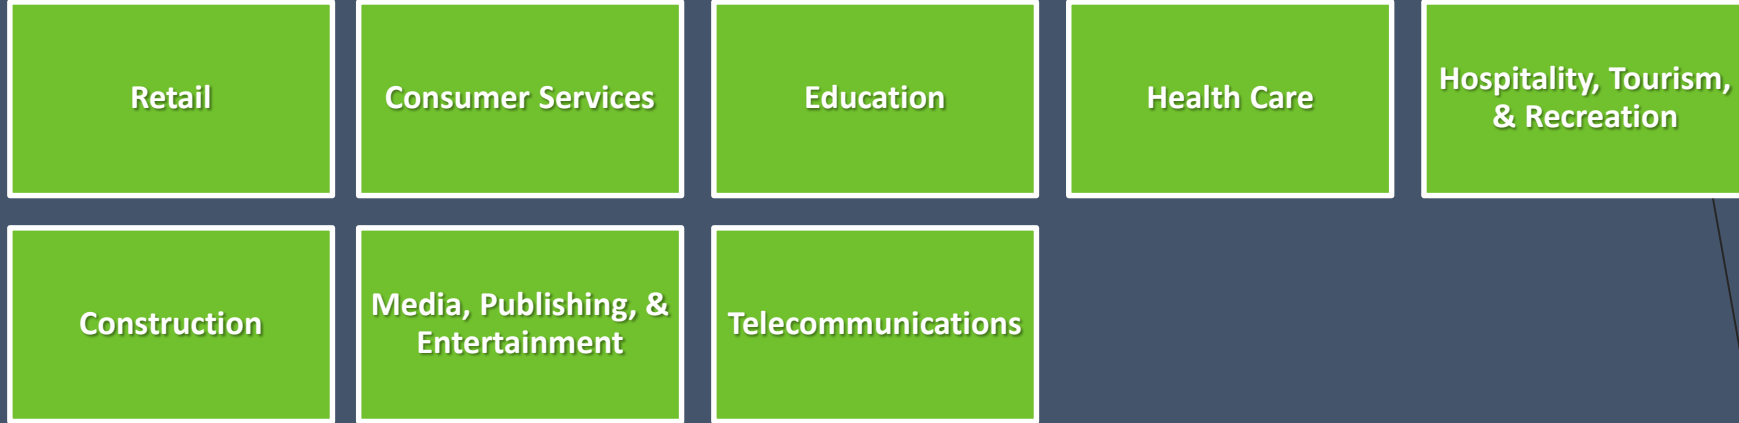 Retail
Consumer Services
Education
Health Care
Hospitality, Tourism,
& Recreation
Construction
Media, Publishing, &
Entertainment
Telecommunications